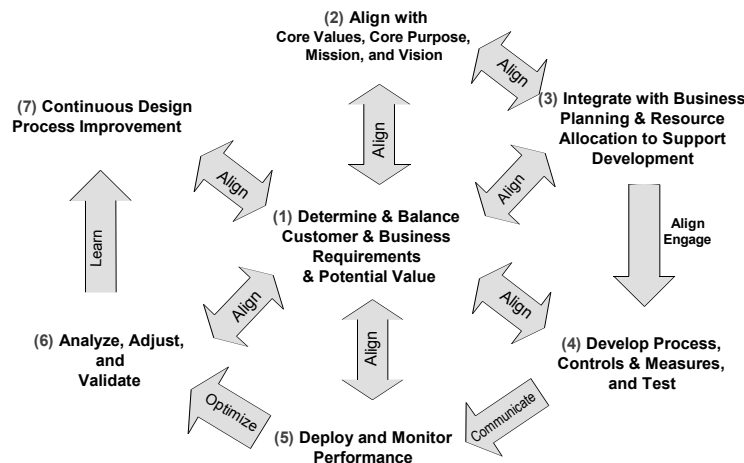 (2) Align with
Core Values, Core Purpose,
Mission, and Vision
Align
(3) Integrate with Business
Planning & Resource
Allocation to Support
Development
(7) Continuous Design
Process Improvement
Align
Align
Align
(1) Determine & Balance
Customer & Business
Requirements
& Potential Value
Align
Engage
Learn
Align
Align
Align
(6) Analyze, Adjust,
and
Validate
(4) Develop Process,
Controls & Measures,
and Test
Optimize
Communicate
(5) Deploy and Monitor
Performance